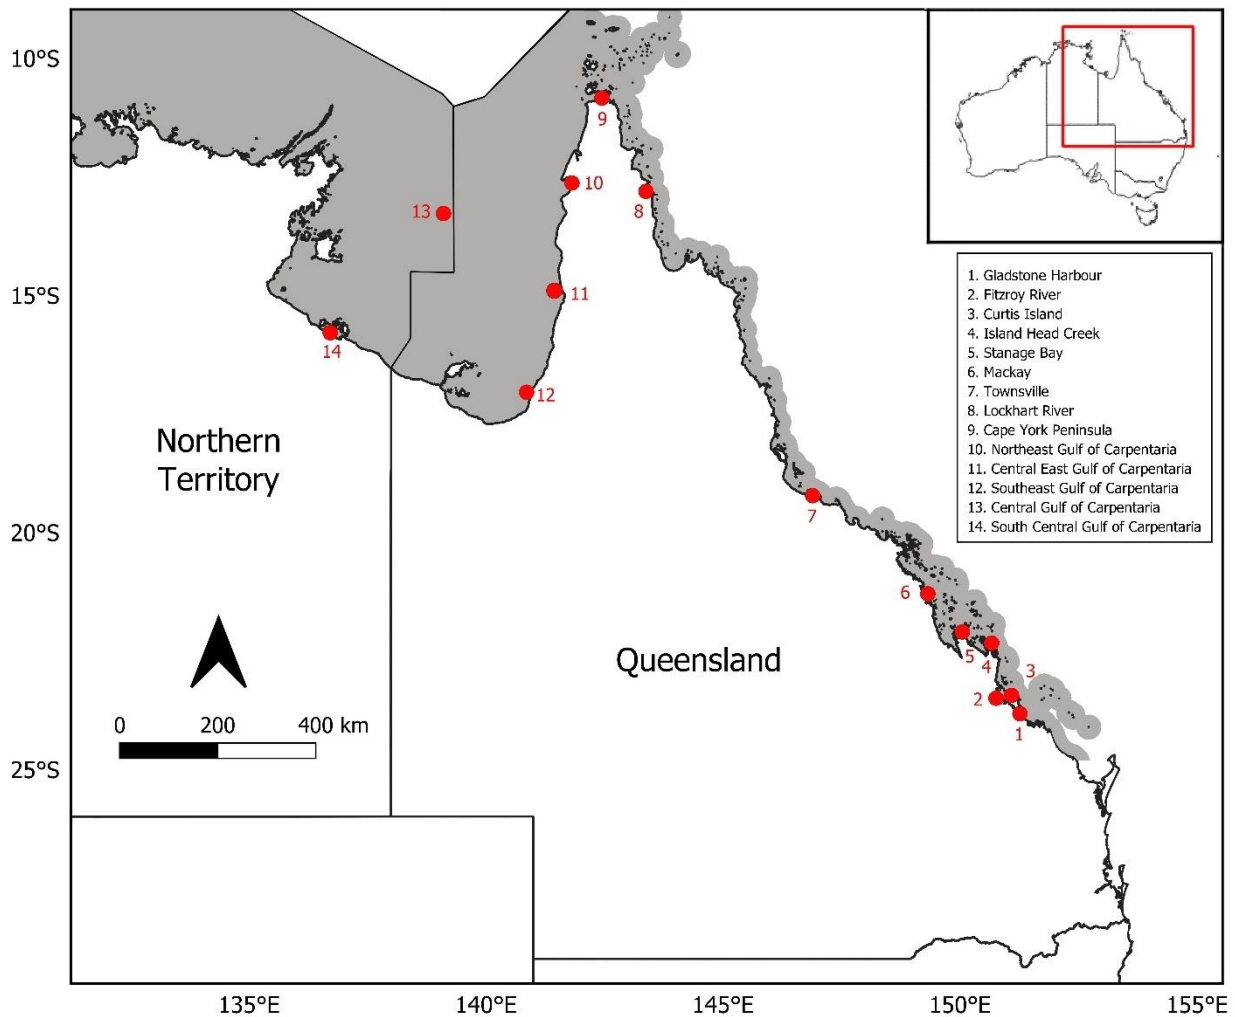 10°S
15°S
20°S
25°S
135°E
140°E
145°E
150°E
155°E
9
10
8
13
11
14
12
7
6
5
4
3
2
1
Northern
Territory
Queensland
0
200
400 km
1. Gladstone Harbour
2. Fitzroy River
3. Curtis Island
4. Island Head Creek
5. Stanage Bay
6. Mackay
7. Townsville
8. Lockhart River
9. Cape York Peninsula
10. Northeast Gulf of Carpentaria
11. Central East Gulf of Carpentaria
12. Southeast Gulf of Carpentaria
13. Central Gulf of Carpentaria
14. South Central Gulf of Carpentaria